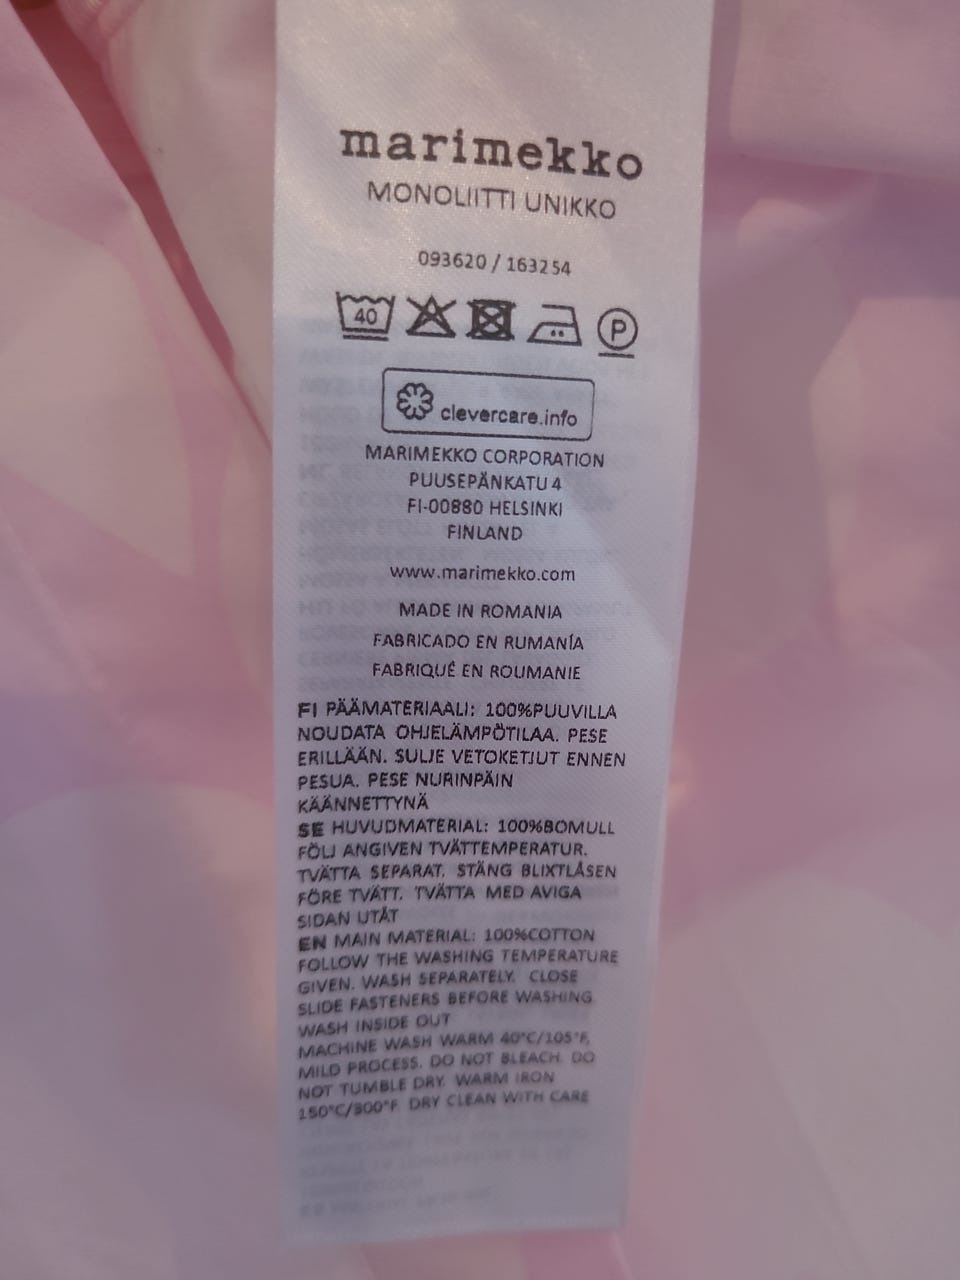 marimekko
MONOLIITTI UNIKKO
093620 / 163254
40
P
clevercare.info
MARIMEKKO CORPORATION
PUUSEPÄNKATU 4
FI-00880 HELSINKI
FINLAND
www.marimekko.com
MADE IN ROMANIA
FABRICADO EN RUMANÍA
FABRIQUÉ EN ROUMANIE
FI PÄÄMATERIAALI: 100%PUUVILLA
NOUDATA OHJELÄMPÖTILAA. PESE
ERILLÄÄN. SULJE VETOKETJUT ENNEN
PESUA. PESE NURINPÄIN
KÄÄNNETTYNÄ
SE HUVUDMATERIAL: 100%BOMULL
FÖLJ ANGIVEN TVÄTTEMPERATUR.
TVÄTTA SEPARAT. STÄNG BLIXTLÅSEN
FÖRE TVÄTT. TVÄTTA MED AVIGA
SIDAN UTÅT
EN MAIN MATERIAL: 100%COTTON
FOLLOW THE WASHING TEMPERATURE
GIVEN. WASH SEPARATELY. CLOSE
SLIDE FASTENERS BEFORE WASHING
WASH INSIDE OUT
MACHINE WASH WARM 40°C/105°F,
MILD PROCESS. DO NOT BLEACH. DO
NOT TUMBLE DRY. WARM IRON
150°C/300°F. DRY CLEAN WITH CARE